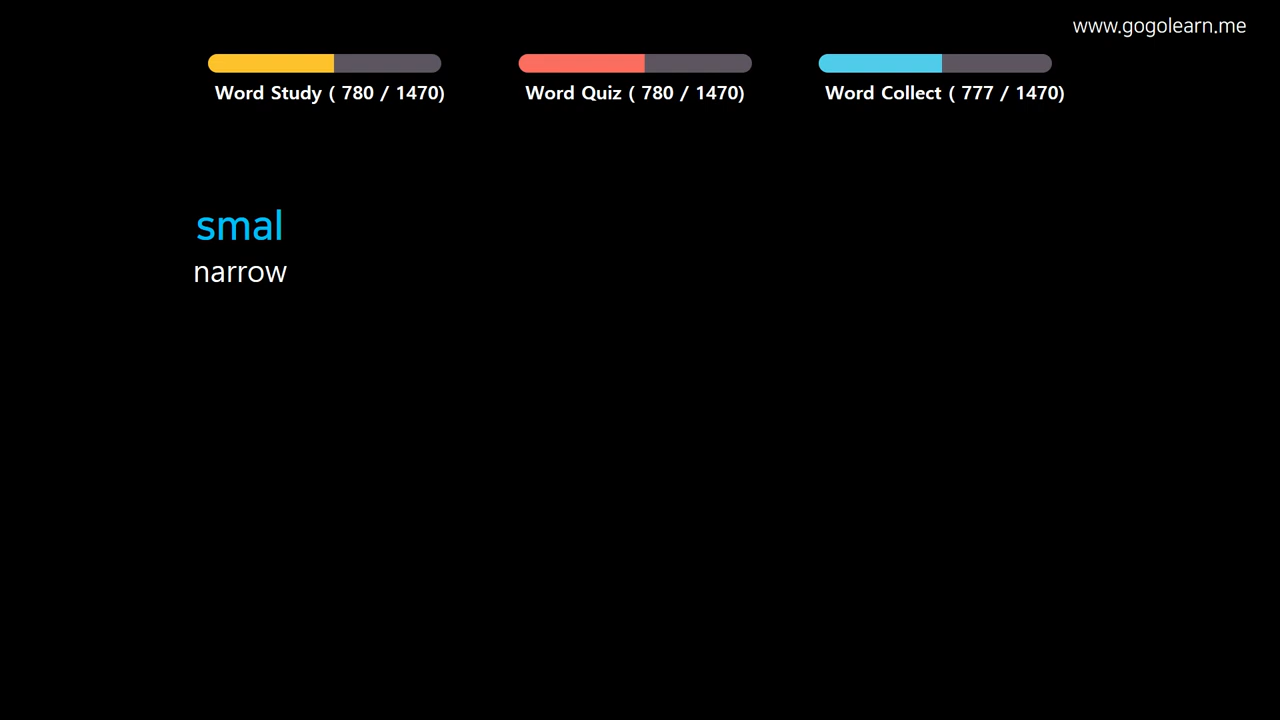 www.gogolearn.me
Word Study ( 780 / 1470)
Word Quiz ( 780 / 1470)
Word Collect ( 777 / 1470)
smal
narrow